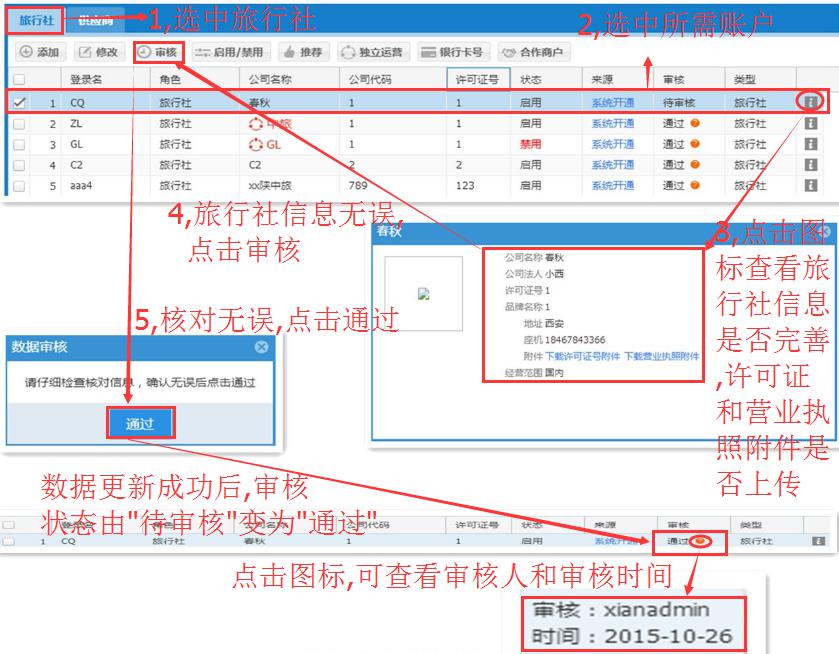 旅行社 供应商
1,选中旅行社
2,选中所需账户
添加 修改 审核 启用/禁用 推荐 独立运营 银行卡号 合作商户
登录名 角色 公司名称 公司代码 许可证号 状态 来源 审核 类型
1 CQ 旅行社 春秋 1 1 启用 系统开通 待审核 旅行社
2 ZL 旅行社 中旅 1 1 启用 系统开通 通过 旅行社
3 GL 旅行社 GL 1 1 禁用 系统开通 通过 旅行社
4 C2 旅行社 C2 2 2 启用 系统开通 通过 旅行社
5 aaa4 旅行社 xx陕中旅 789 123 启用 系统开通 通过 旅行社
4,旅行社信息无误,
点击审核
春秋
公司名称 春秋
公司法人 小西
许可证号 1
品牌名称 1
地址 西安
座机 18467843366
附件 下载许可证号附件 下载营业执照附件
经营范围 国内
3,点击图
标查看旅
行社信息
是否完善
,许可证
和营业执
照附件是
否上传
5,核对无误,点击通过
数据审核
请仔细检查核对信息，确认无误后点击通过
通过
数据更新成功后,审核
状态由"待审核"变为"通过"
登录名 角色 公司名称 公司代码 许可证号 状态 来源 审核 类型
1 CQ 旅行社 春秋 1 1 启用 系统开通 通过 旅行社
点击图标,可查看审核人和审核时间
审核：xianadmin
时间：2015-10-26